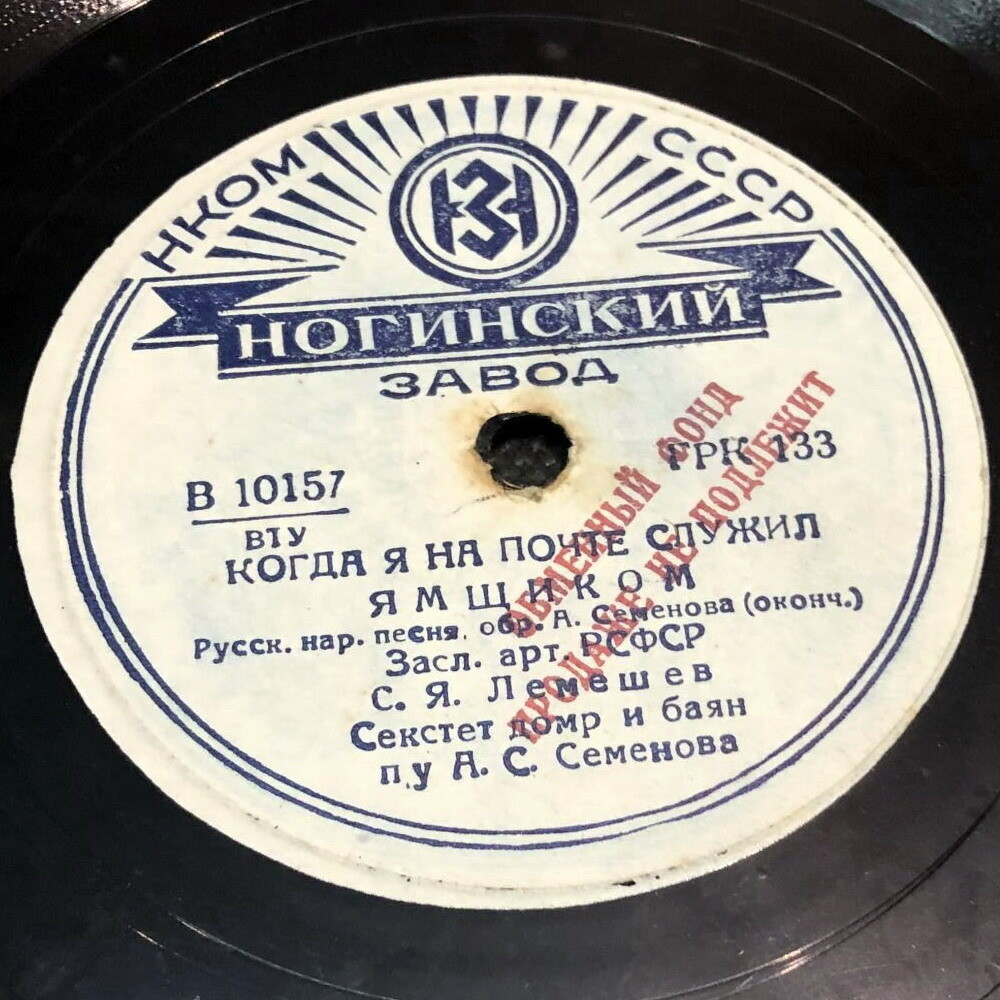 НКОМ СССР
НЗН
НОГИНСКИЙ
ЗАВОД
В 10157
ГРК 133
ВТУ
КОГДА Я НА ПОЧТЕ СЛУЖИЛ
ЯМЩИКОМ
Русск. нар. песня, обр. А. Семенова (оконч.)
Засл. арт. РСФСР
С. Я. Лемешев
Секстет домр и баян
п.у А. С. Семенова
ОБМЕННЫЙ ФОНД
ПРОДАЖЕ НЕ ПОДЛЕЖИТ